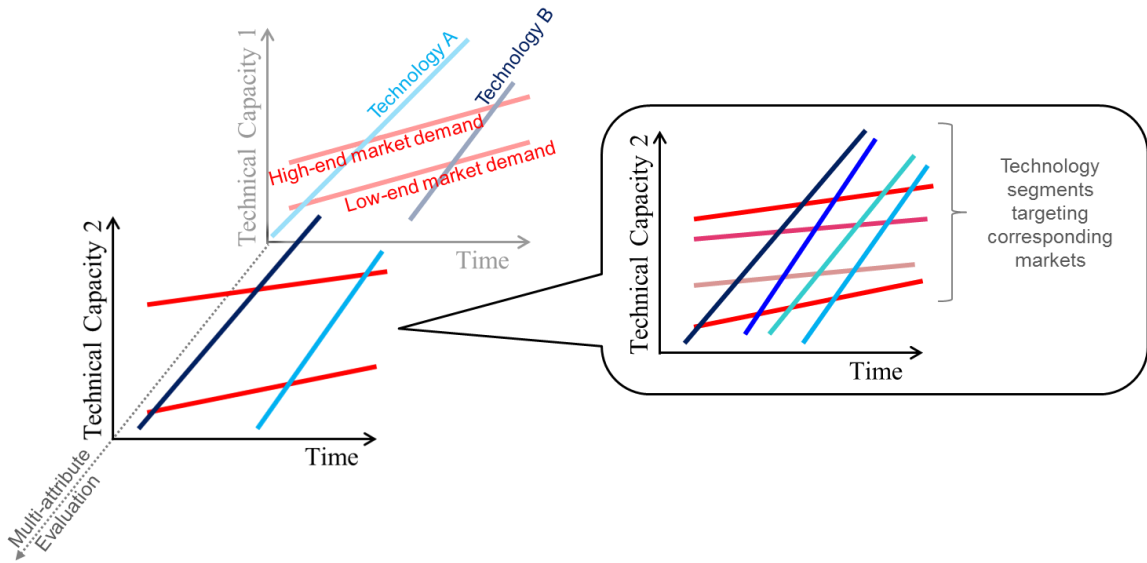 Technical Capacity 1
Technology A
Technology B
High-end market demand
Low-end market demand
Time
Technical Capacity 2
Time
Multi-attribute
Evaluation
Technical Capacity 2
Time
Technology
segments
targeting
corresponding
markets